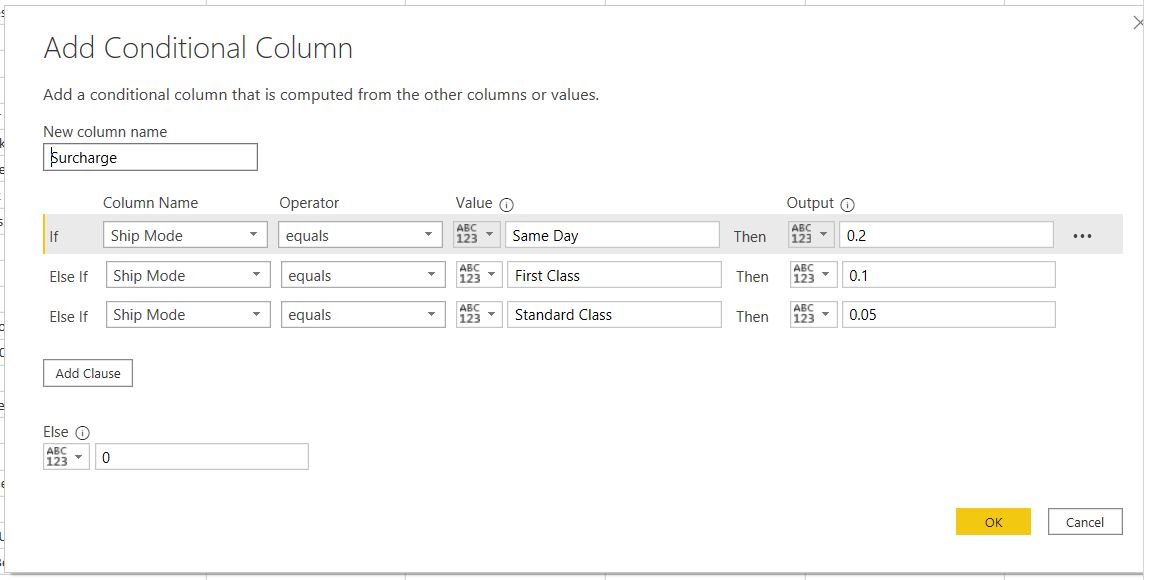 Add Conditional Column
Add a conditional column that is computed from the other columns or values.
New column name
Surcharge
Column Name Operator Value Output
If Ship Mode equals ABC 123 Same Day Then ABC 123 0.2 •••
Else If Ship Mode equals ABC 123 First Class Then ABC 123 0.1
Else If Ship Mode equals ABC 123 Standard Class Then ABC 123 0.05
Add Clause
Else
ABC 123 0
OK Cancel